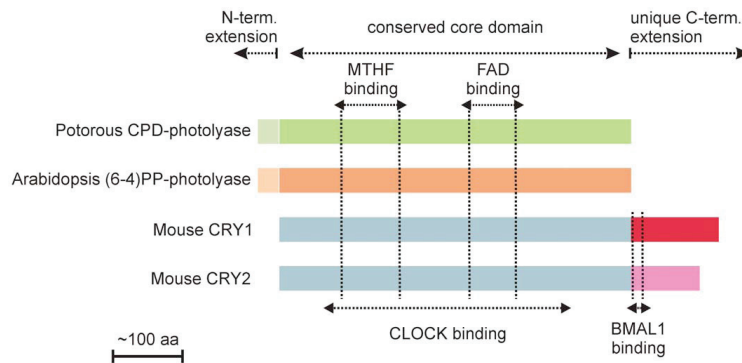 N-term.
extension
conserved core domain
unique C-term.
extension
MTHF
binding
FAD
binding
Potorous CPD-photolyase
Arabidopsis (6-4)PP-photolyase
Mouse CRY1
Mouse CRY2
CLOCK binding
BMAL1
binding
~100 aa